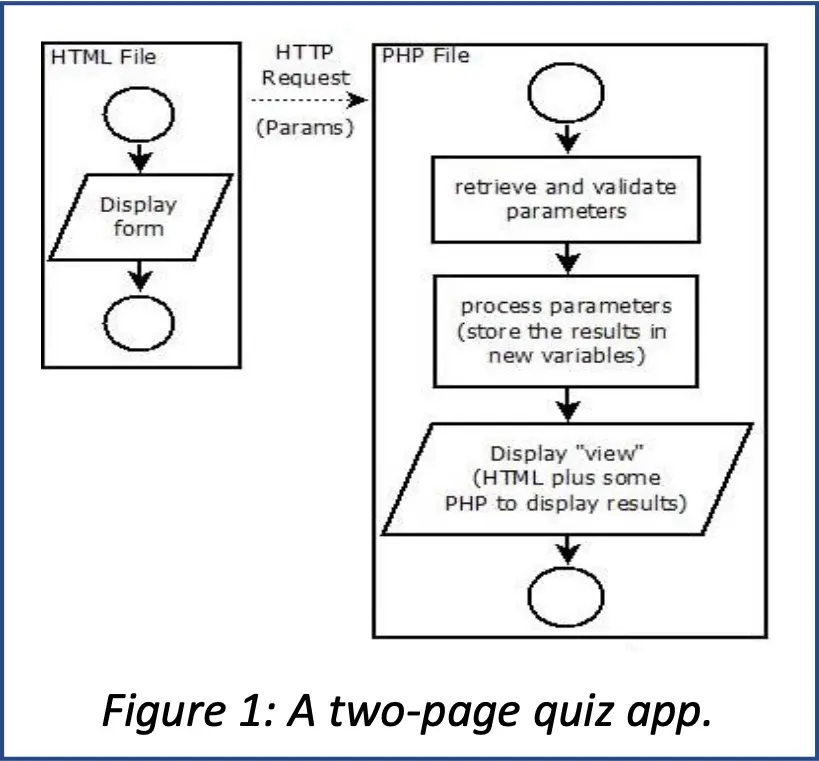 HTML File
Display
form
HTTP
Request
(Params)
PHP File
retrieve and validate
parameters
process parameters
(store the results in
new variables)
Display "view"
(HTML plus some
PHP to display results)
Figure 1: A two-page quiz app.